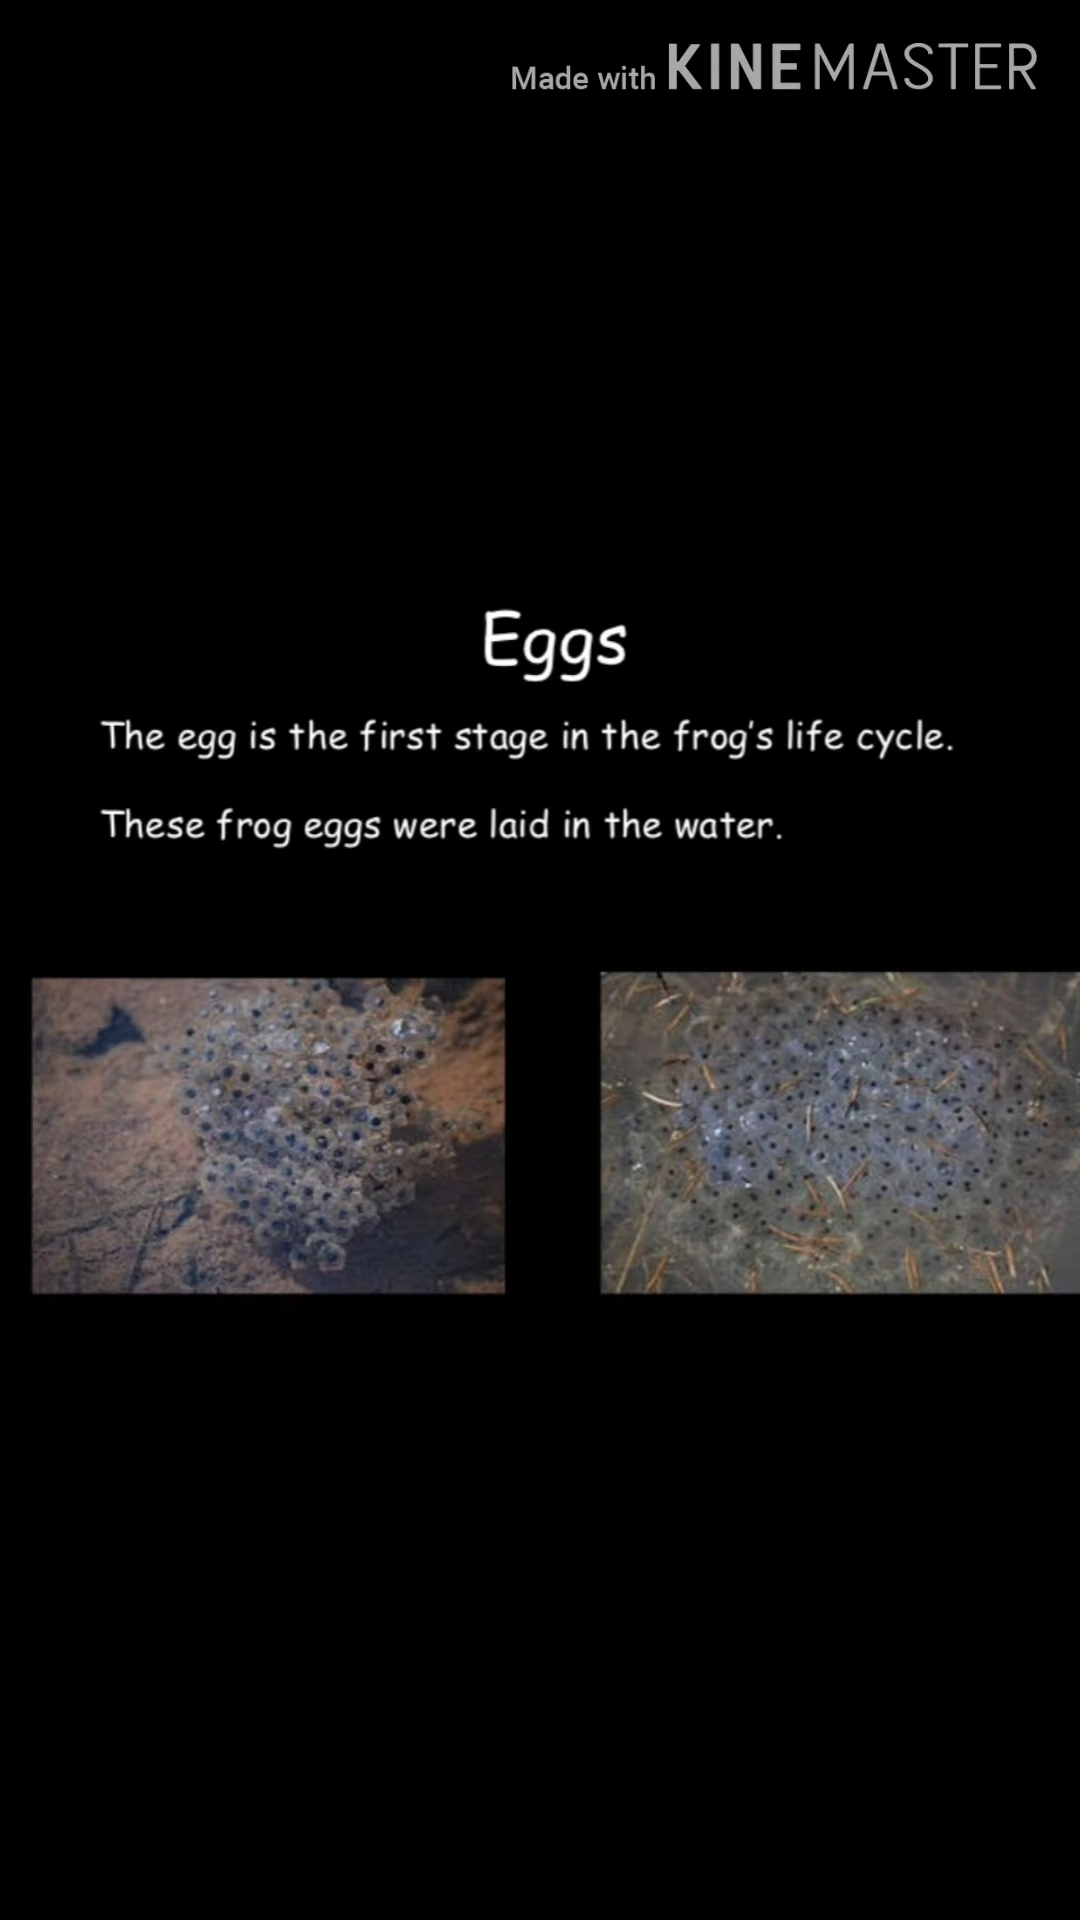 Made with KINEMASTER
Eggs
The egg is the first stage in the frog's life cycle.
These frog eggs were laid in the water.